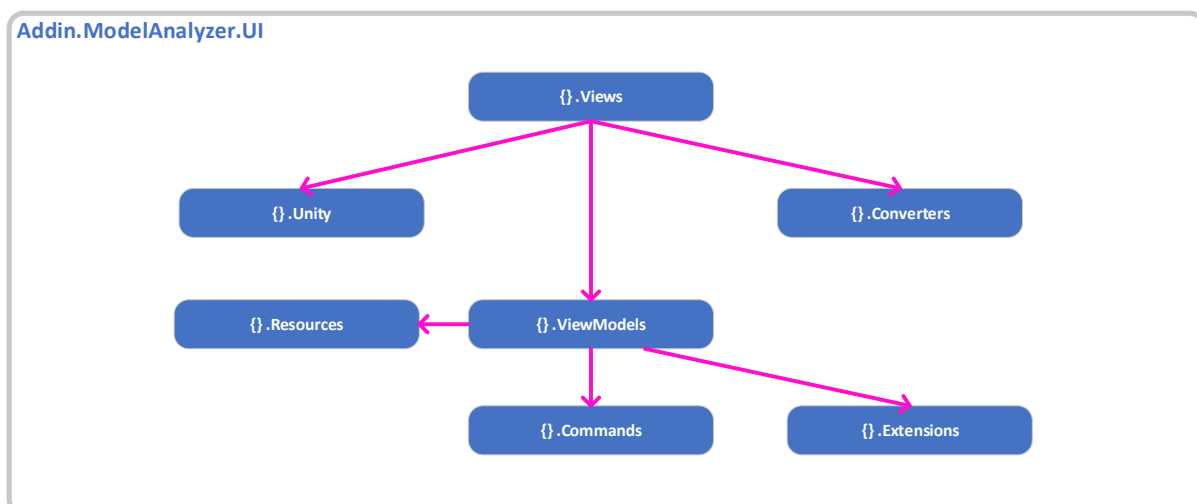 Addin.ModelAnalyzer.UI
{} .Views
{} .Unity
{} .Converters
{} .Resources
{} .ViewModels
{} .Commands
{} .Extensions